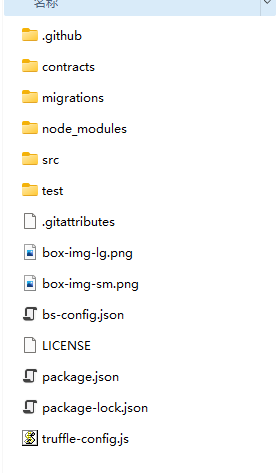 名称
.github
contracts
migrations
node_modules
src
test
.gitattributes
box-img-lg.png
box-img-sm.png
bs-config.json
LICENSE
package.json
package-lock.json
truffle-config.js